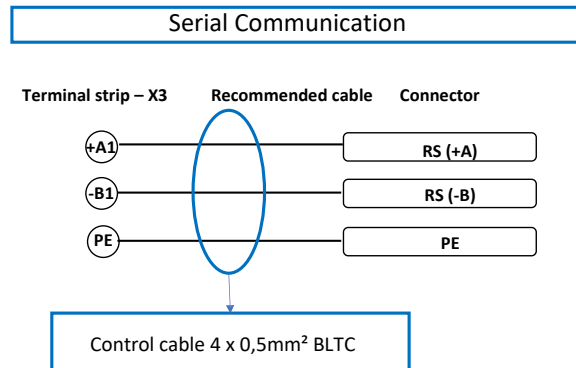 Serial Communication
Terminal strip – X3 Recommended cable Connector
+A1 RS (+A)
-B1 RS (-B)
PE PE
Control cable 4 x 0,5mm² BLTC